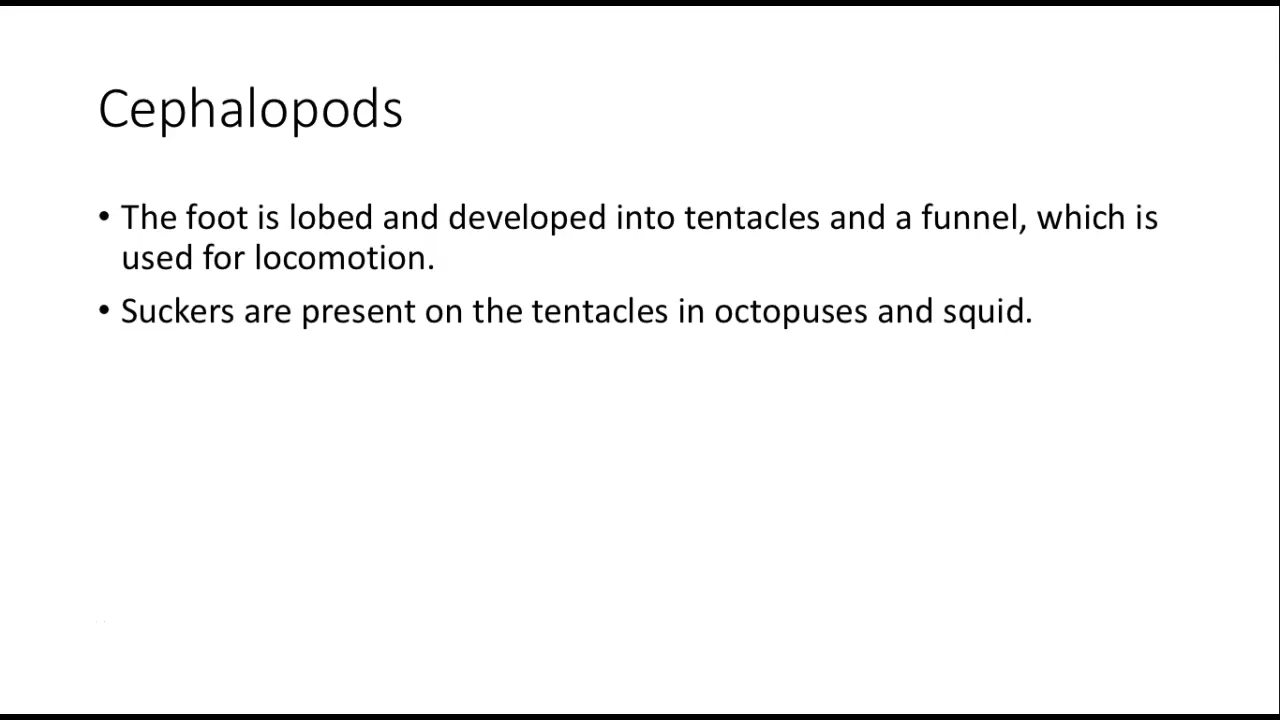 Cephalopods
• The foot is lobed and developed into tentacles and a funnel, which is
used for locomotion.
• Suckers are present on the tentacles in octopuses and squid.